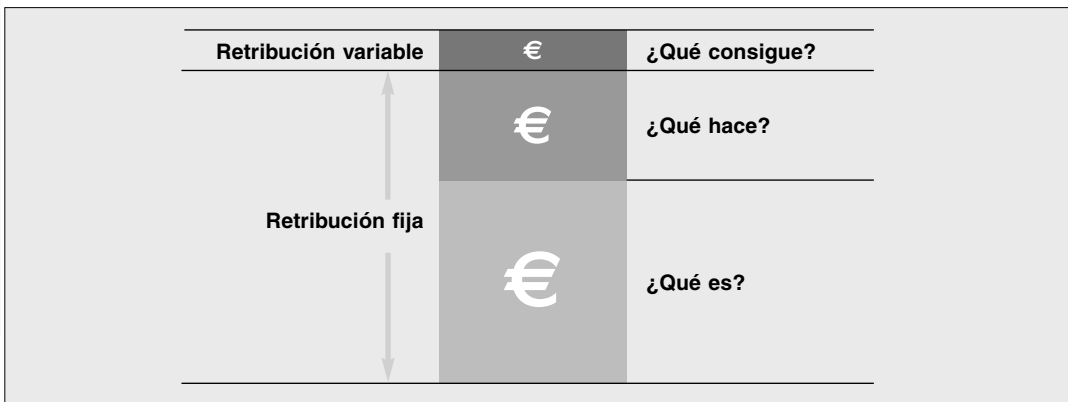 Retribución variable € ¿Qué consigue?
€ ¿Qué hace?
Retribución fija
€ ¿Qué es?